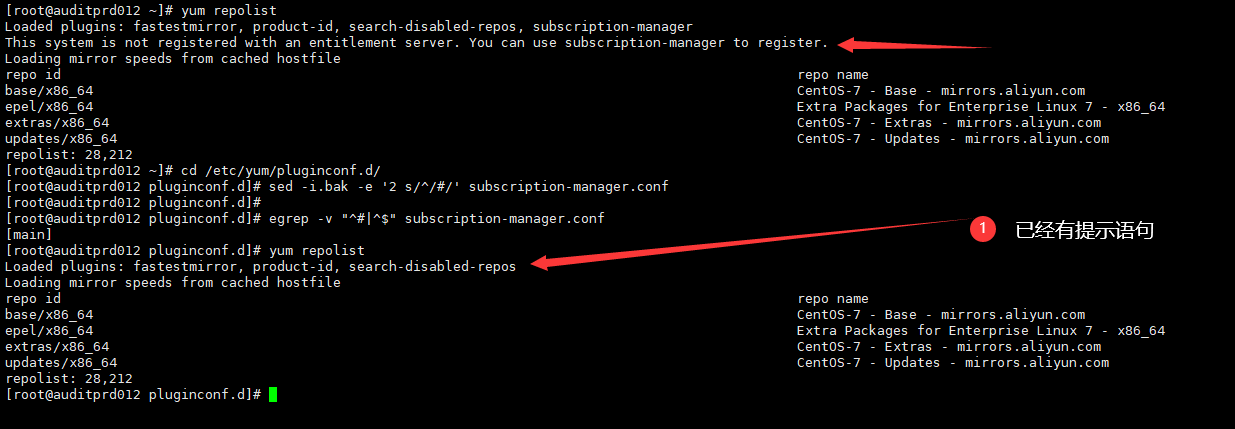 [root@auditprd012 ~]# yum repolist
Loaded plugins: fastestmirror, product-id, search-disabled-repos, subscription-manager
This system is not registered with an entitlement server. You can use subscription-manager to register.
Loading mirror speeds from cached hostfile
repo id repo name
base/x86_64 CentOS-7 - Base - mirrors.aliyun.com
epel/x86_64 Extra Packages for Enterprise Linux 7 - x86_64
extras/x86_64 CentOS-7 - Extras - mirrors.aliyun.com
updates/x86_64 CentOS-7 - Updates - mirrors.aliyun.com
repolist: 28,212
[root@auditprd012 ~]# cd /etc/yum/pluginconf.d/
[root@auditprd012 pluginconf.d]# sed -i.bak -e '2 s/^/#/' subscription-manager.conf
[root@auditprd012 pluginconf.d]#
[root@auditprd012 pluginconf.d]# egrep -v "^#|^$" subscription-manager.conf
[main]
1 已经有提示语句
[root@auditprd012 pluginconf.d]# yum repolist
Loaded plugins: fastestmirror, product-id, search-disabled-repos
Loading mirror speeds from cached hostfile
repo id repo name
base/x86_64 CentOS-7 - Base - mirrors.aliyun.com
epel/x86_64 Extra Packages for Enterprise Linux 7 - x86_64
extras/x86_64 CentOS-7 - Extras - mirrors.aliyun.com
updates/x86_64 CentOS-7 - Updates - mirrors.aliyun.com
repolist: 28,212
[root@auditprd012 pluginconf.d]#